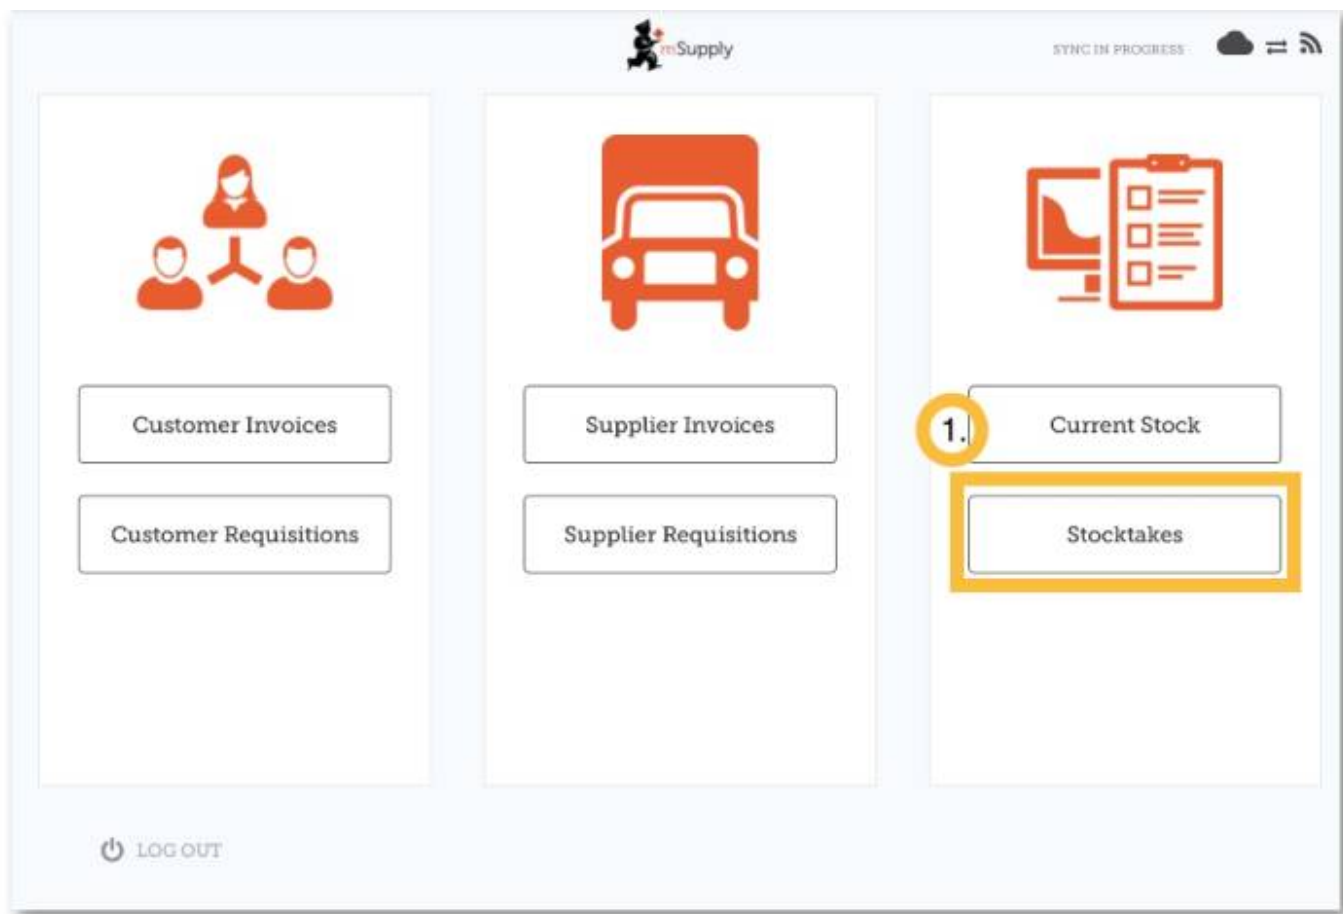 mSupply
SYNC IN PROGRESS
Customer Invoices
Customer Requisitions
Supplier Invoices
Supplier Requisitions
1.
Current Stock
Stocktakes
LOG OUT